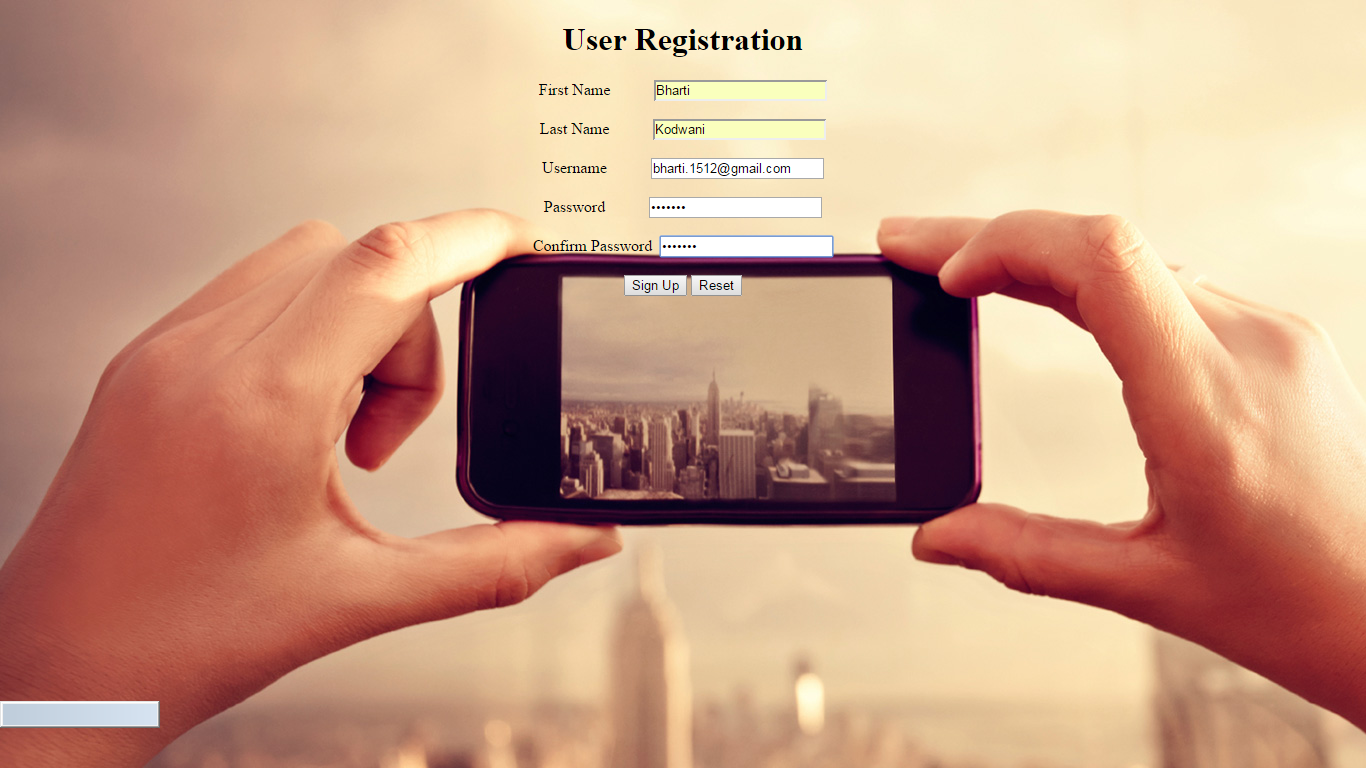 User Registration
First Name Bharti
Last Name Kodwani
Username bharti.1512@gmail.com
Password •••••••
Confirm Password •••••••
Sign Up Reset